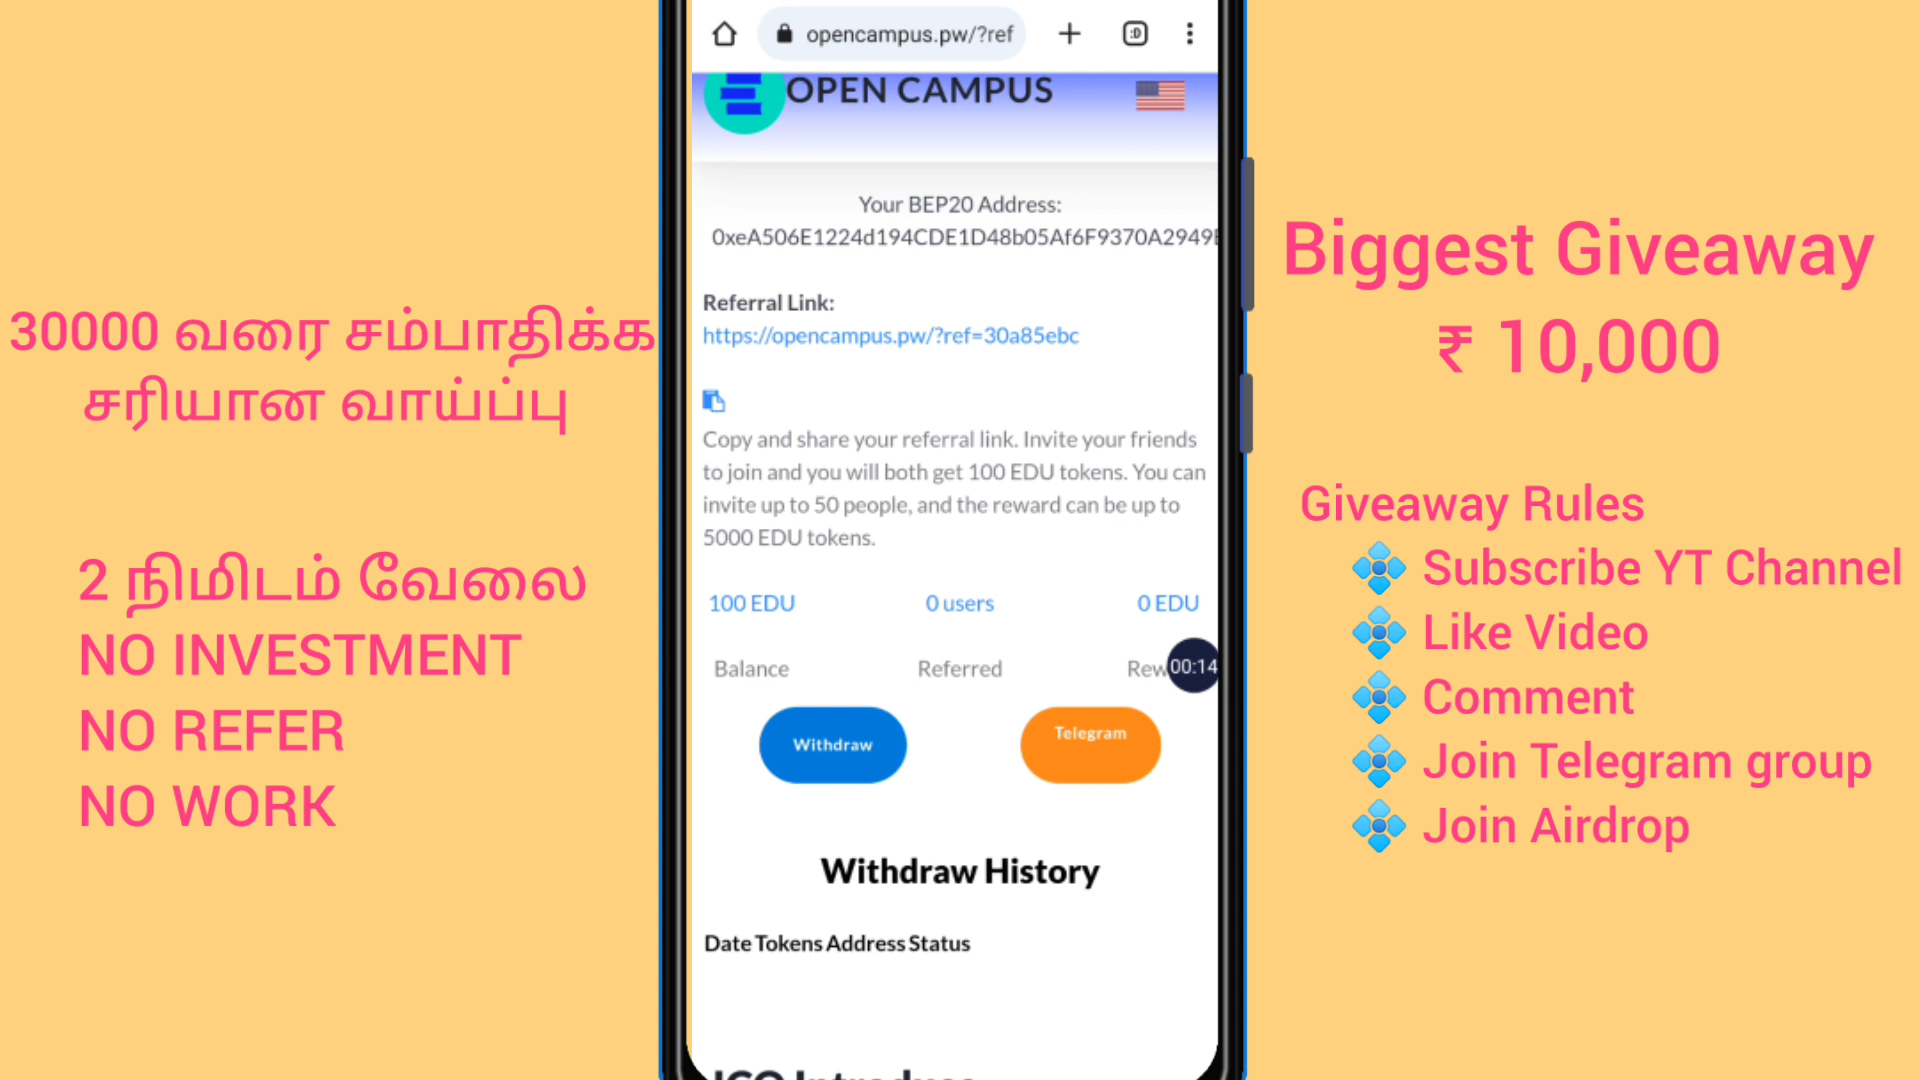 30000 வரை சம்பாதிக்க
சரியான வாய்ப்பு
2 நிமிடம் வேலை
NO INVESTMENT
NO REFER
NO WORK
opencampus.pw/?ref
:D
OPEN CAMPUS
Your BEP20 Address:
0xeA506E1224d194CDE1D48b05Af6F9370A2949
Referral Link:
https://opencampus.pw/?ref=30a85ebc
Copy and share your referral link. Invite your friends
to join and you will both get 100 EDU tokens. You can
invite up to 50 people, and the reward can be up to
5000 EDU tokens.
100 EDU 0 users 0 EDU
Balance Referred Rew
00:14
Withdraw Telegram
Withdraw History
Date Tokens Address Status
Biggest Giveaway
₹ 10,000
Giveaway Rules
Subscribe YT Channel
Like Video
Comment
Join Telegram group
Join Airdrop